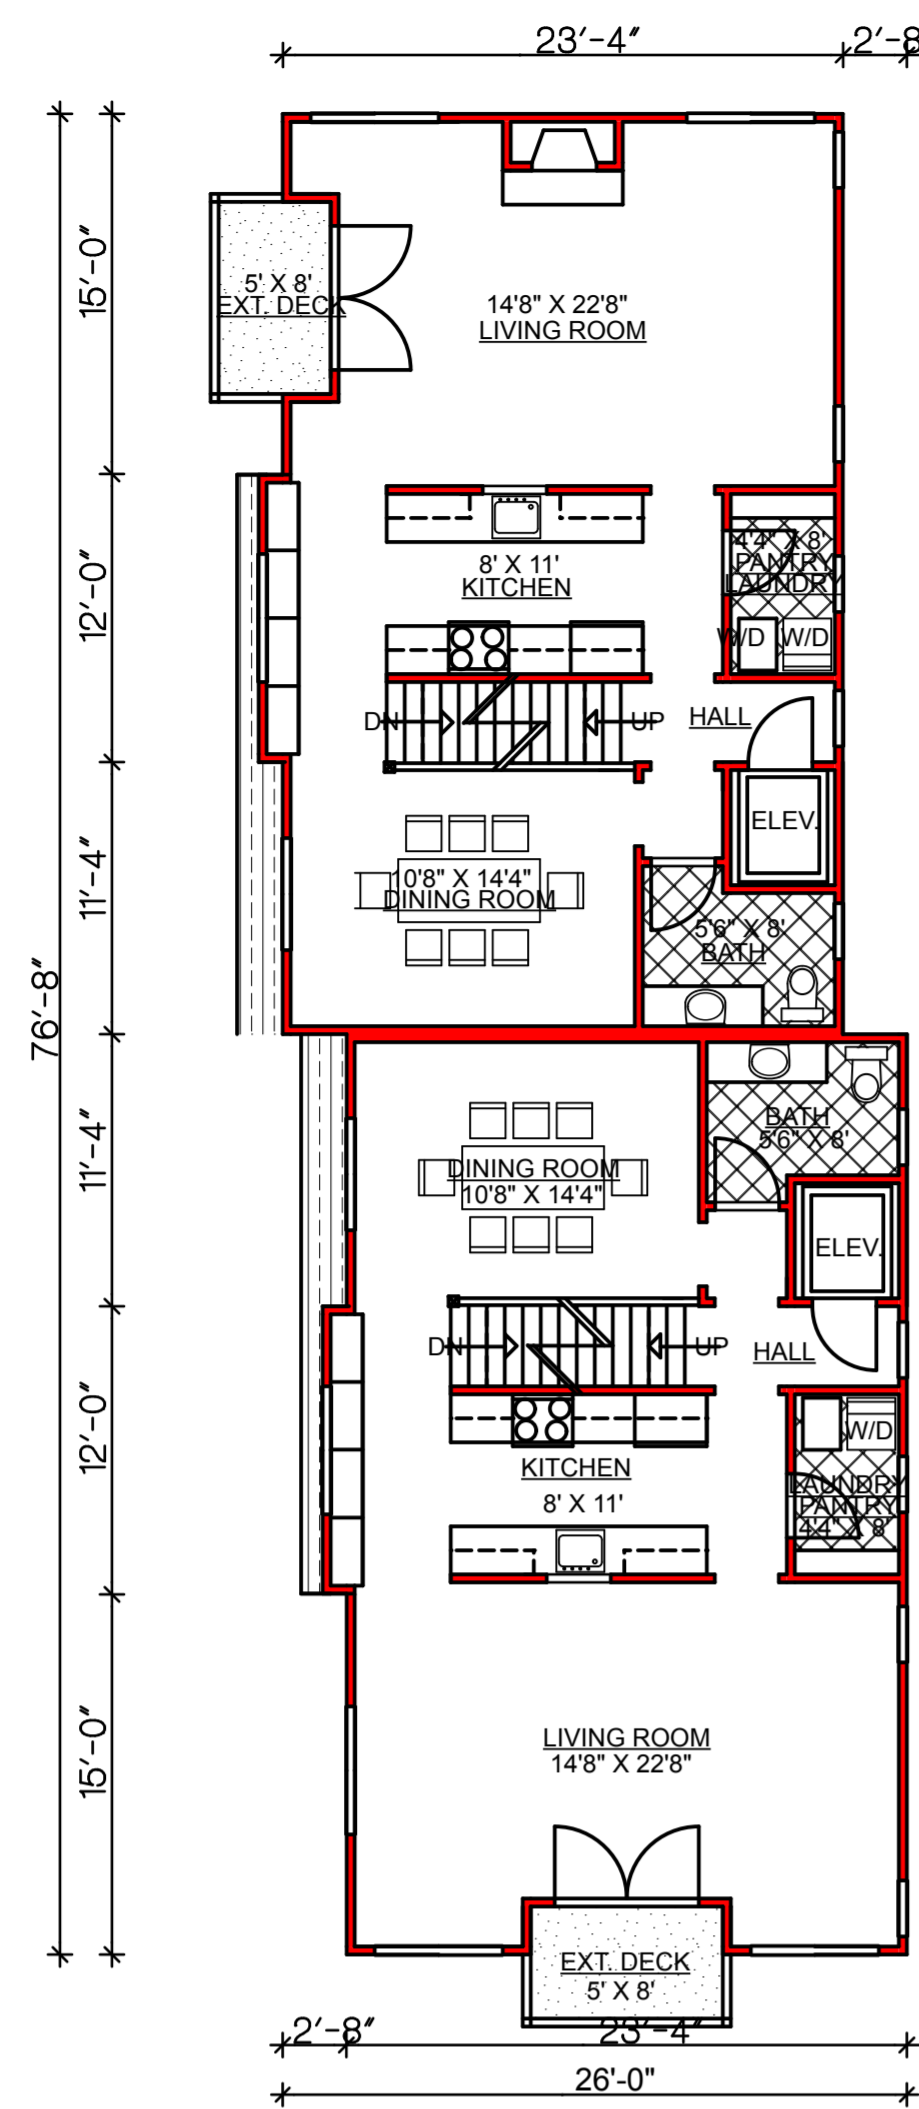 23'-4"
2'-8
15'-0"
5' X 8'
EXT. DECK
14'8" X 22'8"
LIVING ROOM
12'-0"
8' X 11'
KITCHEN
4'4" X 8'
PANTRY
LAUNDRY
W/D W/D
DN
UP
HALL
ELEV.
11'-4"
0'8" X 14'4"
DINING ROOM
5'6" X 8'
BATH
76'-8"
11'-4"
BATH
5'6" X 8'
DINING ROOM
10'8" X 14'4"
ELEV.
DN
UP
HALL
12'-0"
W/D
KITCHEN
8' X 11'
LAUNDRY
PANTRY
4'4" 8'
15'-0"
LIVING ROOM
14'8" X 22'8"
EXT. DECK
5' X 8'
2'-8"
23'-4"
26'-0"